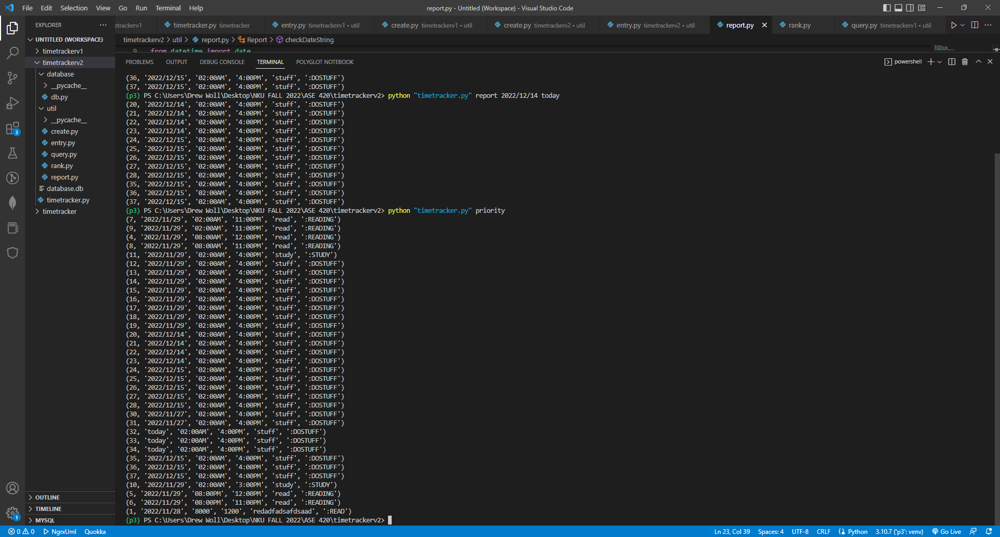 File Edit Selection View Go Run Terminal Help
report.py - Untitled (Workspace) - Visual Studio Code
EXPLORER
etrackerv1 timetracker.py timetracker entry.py timetrackerv1 • util create.py timetrackerv1 • util create.py timetrackerv2 • util entry.py timetrackerv2 • util report.py rank.py query.py timetrackerv1 • util
UNTITLED (WORKSPACE)
timetrackerv1
timetrackerv2
database
__pycache__
db.py
util
__pycache__
create.py
entry.py
query.py
rank.py
report.py
database.db
timetracker.py
timetracker
OUTLINE
TIMELINE
MYSQL
3
1
timetrackerv2 > util > report.py > Report > checkDateString
9 from datetime import date
PROBLEMS OUTPUT DEBUG CONSOLE TERMINAL POLYGLOT NOTEBOOK
powershell
(36, '2022/12/15', '02:00AM', '4:00PM', 'stuff', ':DOSTUFF')
(37, '2022/12/15', '02:00AM', '4:00PM', 'stuff', ':DOSTUFF')
(p3) PS C:\Users\Drew Woll\Desktop\NKU FALL 2022\ASE 420\timetrackerv2> python "timetracker.py" report 2022/12/14 today
(20, '2022/12/14', '02:00AM', '4:00PM', 'stuff', ':DOSTUFF')
(21, '2022/12/14', '02:00AM', '4:00PM', 'stuff', ':DOSTUFF')
(22, '2022/12/14', '02:00AM', '4:00PM', 'stuff', ':DOSTUFF')
(23, '2022/12/14', '02:00AM', '4:00PM', 'stuff', ':DOSTUFF')
(24, '2022/12/15', '02:00AM', '4:00PM', 'stuff', ':DOSTUFF')
(25, '2022/12/15', '02:00AM', '4:00PM', 'stuff', ':DOSTUFF')
(26, '2022/12/15', '02:00AM', '4:00PM', 'stuff', ':DOSTUFF')
(27, '2022/12/15', '02:00AM', '4:00PM', 'stuff', ':DOSTUFF')
(28, '2022/12/15', '02:00AM', '4:00PM', 'stuff', ':DOSTUFF')
(35, '2022/12/15', '02:00AM', '4:00PM', 'stuff', ':DOSTUFF')
(36, '2022/12/15', '02:00AM', '4:00PM', 'stuff', ':DOSTUFF')
(37, '2022/12/15', '02:00AM', '4:00PM', 'stuff', ':DOSTUFF')
(p3) PS C:\Users\Drew Woll\Desktop\NKU FALL 2022\ASE 420\timetrackerv2> python "timetracker.py" priority
(7, '2022/11/29', '02:00AM', '11:00PM', 'read', ':READING')
(9, '2022/11/29', '02:00AM', '11:00PM', 'read', ':READING')
(4, '2022/11/29', '08:00AM', '12:00PM', 'read', ':READING')
(8, '2022/11/29', '08:00AM', '11:00PM', 'read', ':READING')
(11, '2022/11/29', '02:00AM', '4:00PM', 'study', ':STUDY')
(12, '2022/11/29', '02:00AM', '4:00PM', 'stuff', ':DOSTUFF')
(13, '2022/11/29', '02:00AM', '4:00PM', 'stuff', ':DOSTUFF')
(14, '2022/11/29', '02:00AM', '4:00PM', 'stuff', ':DOSTUFF')
(15, '2022/11/29', '02:00AM', '4:00PM', 'stuff', ':DOSTUFF')
(16, '2022/11/29', '02:00AM', '4:00PM', 'stuff', ':DOSTUFF')
(17, '2022/11/29', '02:00AM', '4:00PM', 'stuff', ':DOSTUFF')
(18, '2022/11/29', '02:00AM', '4:00PM', 'stuff', ':DOSTUFF')
(19, '2022/11/29', '02:00AM', '4:00PM', 'stuff', ':DOSTUFF')
(20, '2022/12/14', '02:00AM', '4:00PM', 'stuff', ':DOSTUFF')
(21, '2022/12/14', '02:00AM', '4:00PM', 'stuff', ':DOSTUFF')
(22, '2022/12/14', '02:00AM', '4:00PM', 'stuff', ':DOSTUFF')
(23, '2022/12/14', '02:00AM', '4:00PM', 'stuff', ':DOSTUFF')
(24, '2022/12/15', '02:00AM', '4:00PM', 'stuff', ':DOSTUFF')
(25, '2022/12/15', '02:00AM', '4:00PM', 'stuff', ':DOSTUFF')
(26, '2022/12/15', '02:00AM', '4:00PM', 'stuff', ':DOSTUFF')
(27, '2022/12/15', '02:00AM', '4:00PM', 'stuff', ':DOSTUFF')
(28, '2022/12/15', '02:00AM', '4:00PM', 'stuff', ':DOSTUFF')
(30, '2022/11/27', '02:00AM', '4:00PM', 'stuff', ':DOSTUFF')
(31, '2022/11/27', '02:00AM', '4:00PM', 'stuff', ':DOSTUFF')
(32, 'today', '02:00AM', '4:00PM', 'stuff', ':DOSTUFF')
(33, 'today', '02:00AM', '4:00PM', 'stuff', ':DOSTUFF')
(34, 'today', '02:00AM', '4:00PM', 'stuff', ':DOSTUFF')
(35, '2022/12/15', '02:00AM', '4:00PM', 'stuff', ':DOSTUFF')
(36, '2022/12/15', '02:00AM', '4:00PM', 'stuff', ':DOSTUFF')
(37, '2022/12/15', '02:00AM', '4:00PM', 'stuff', ':DOSTUFF')
(10, '2022/11/29', '02:00AM', '3:00PM', 'study', ':STUDY')
(5, '2022/11/29', '08:00PM', '12:00PM', 'read', ':READING')
(6, '2022/11/29', '08:00PM', '11:00PM', 'read', ':READING')
(1, '2022/11/28', '8000', '1200', 'redadfadsafdsaad', ':READ')
(p3) PS C:\Users\Drew Woll\Desktop\NKU FALL 2022\ASE 420\timetrackerv2>
0 0 NgrxUml Quokka Ln 23, Col 39 Spaces: 4 UTF-8 CRLF Python 3.10.7 ('p3': venv) Go Live